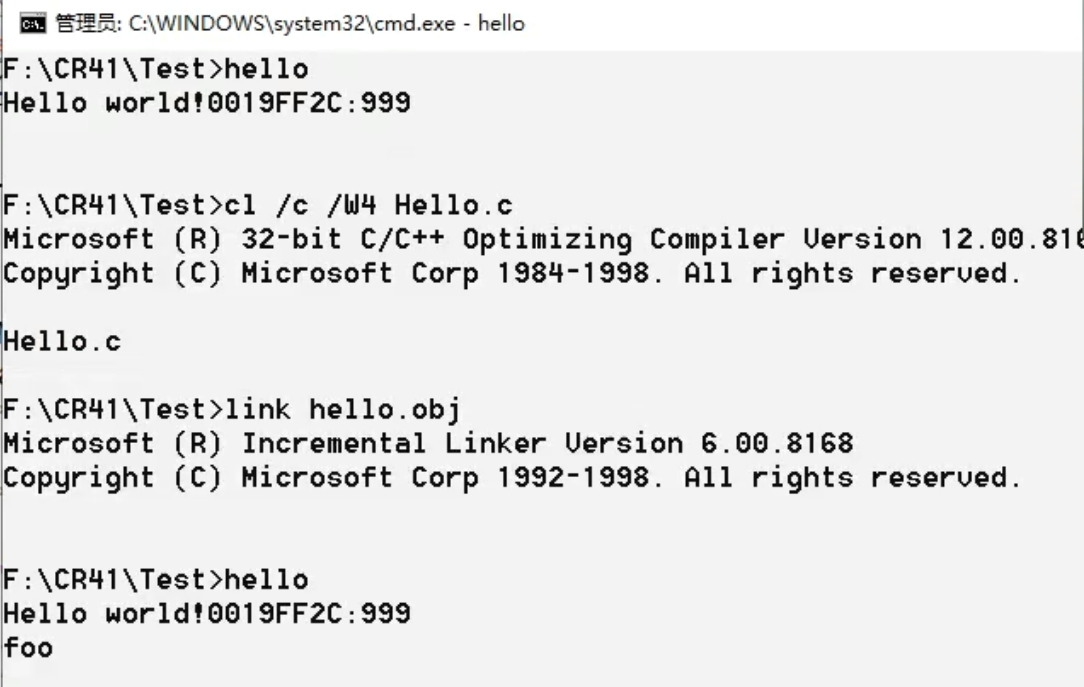 管理员: C:\WINDOWS\system32\cmd.exe - hello
F:\CR41\Test>hello
Hello world!0019FF2C:999
F:\CR41\Test>cl /c /W4 Hello.c
Microsoft (R) 32-bit C/C++ Optimizing Compiler Version 12.00.816
Copyright (C) Microsoft Corp 1984-1998. All rights reserved.
Hello.c
F:\CR41\Test>link hello.obj
Microsoft (R) Incremental Linker Version 6.00.8168
Copyright (C) Microsoft Corp 1992-1998. All rights reserved.
F:\CR41\Test>hello
Hello world!0019FF2C:999
foo